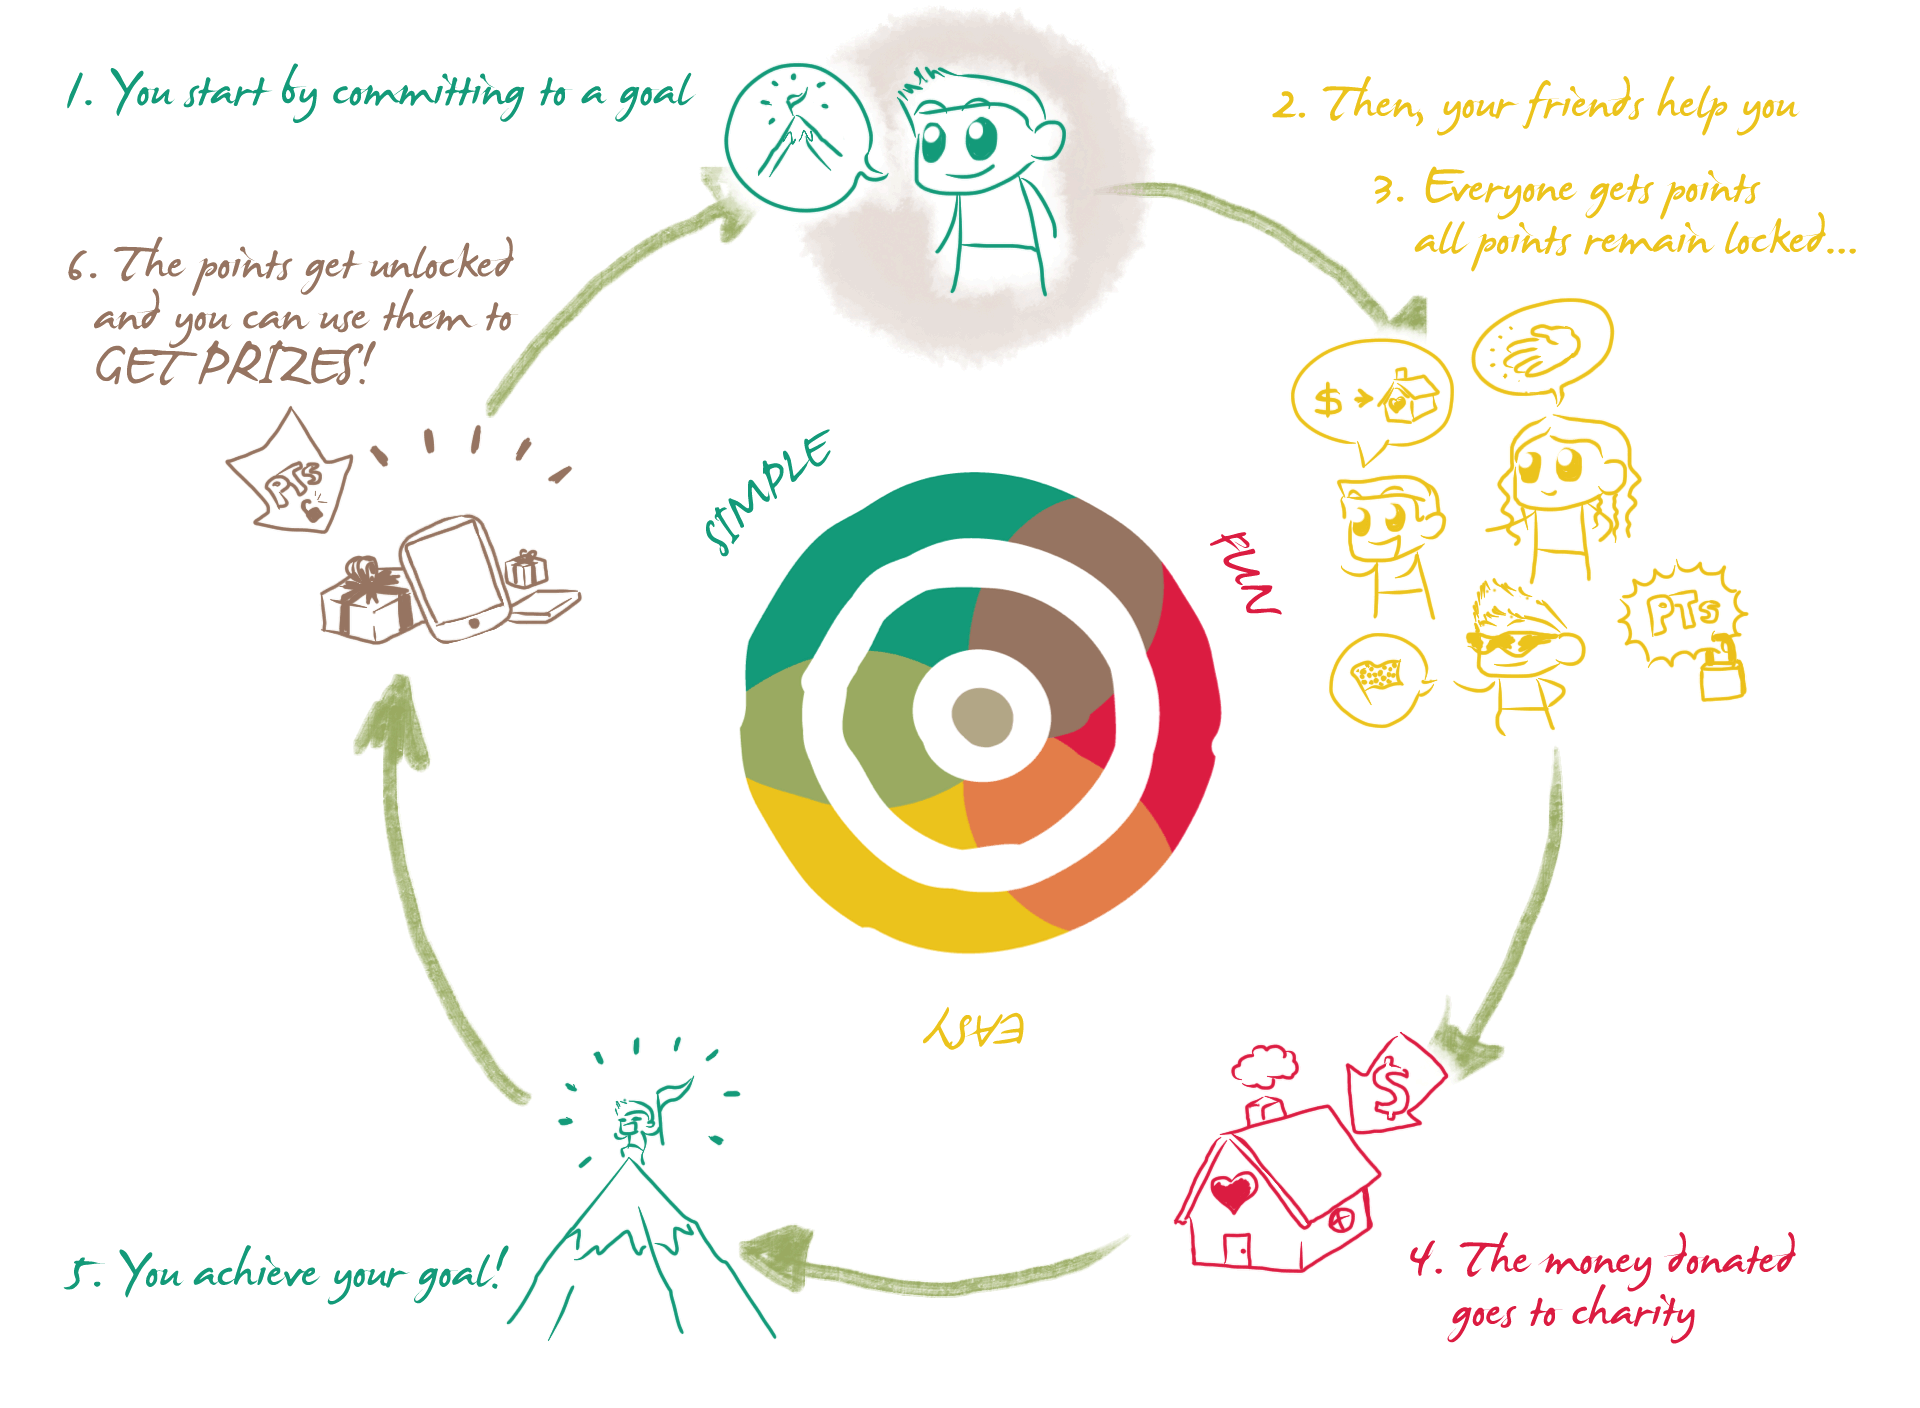 1. You start by committing to a goal
2. Then, your friends help you
3. Everyone gets points
all points remain locked...
6. The points get unlocked
and you can use them to
GET PRIZES!
$
PTs
SIMPLE
FUN
PTs
EASY
$
5. You achieve your goal!
4. The money donated
goes to charity